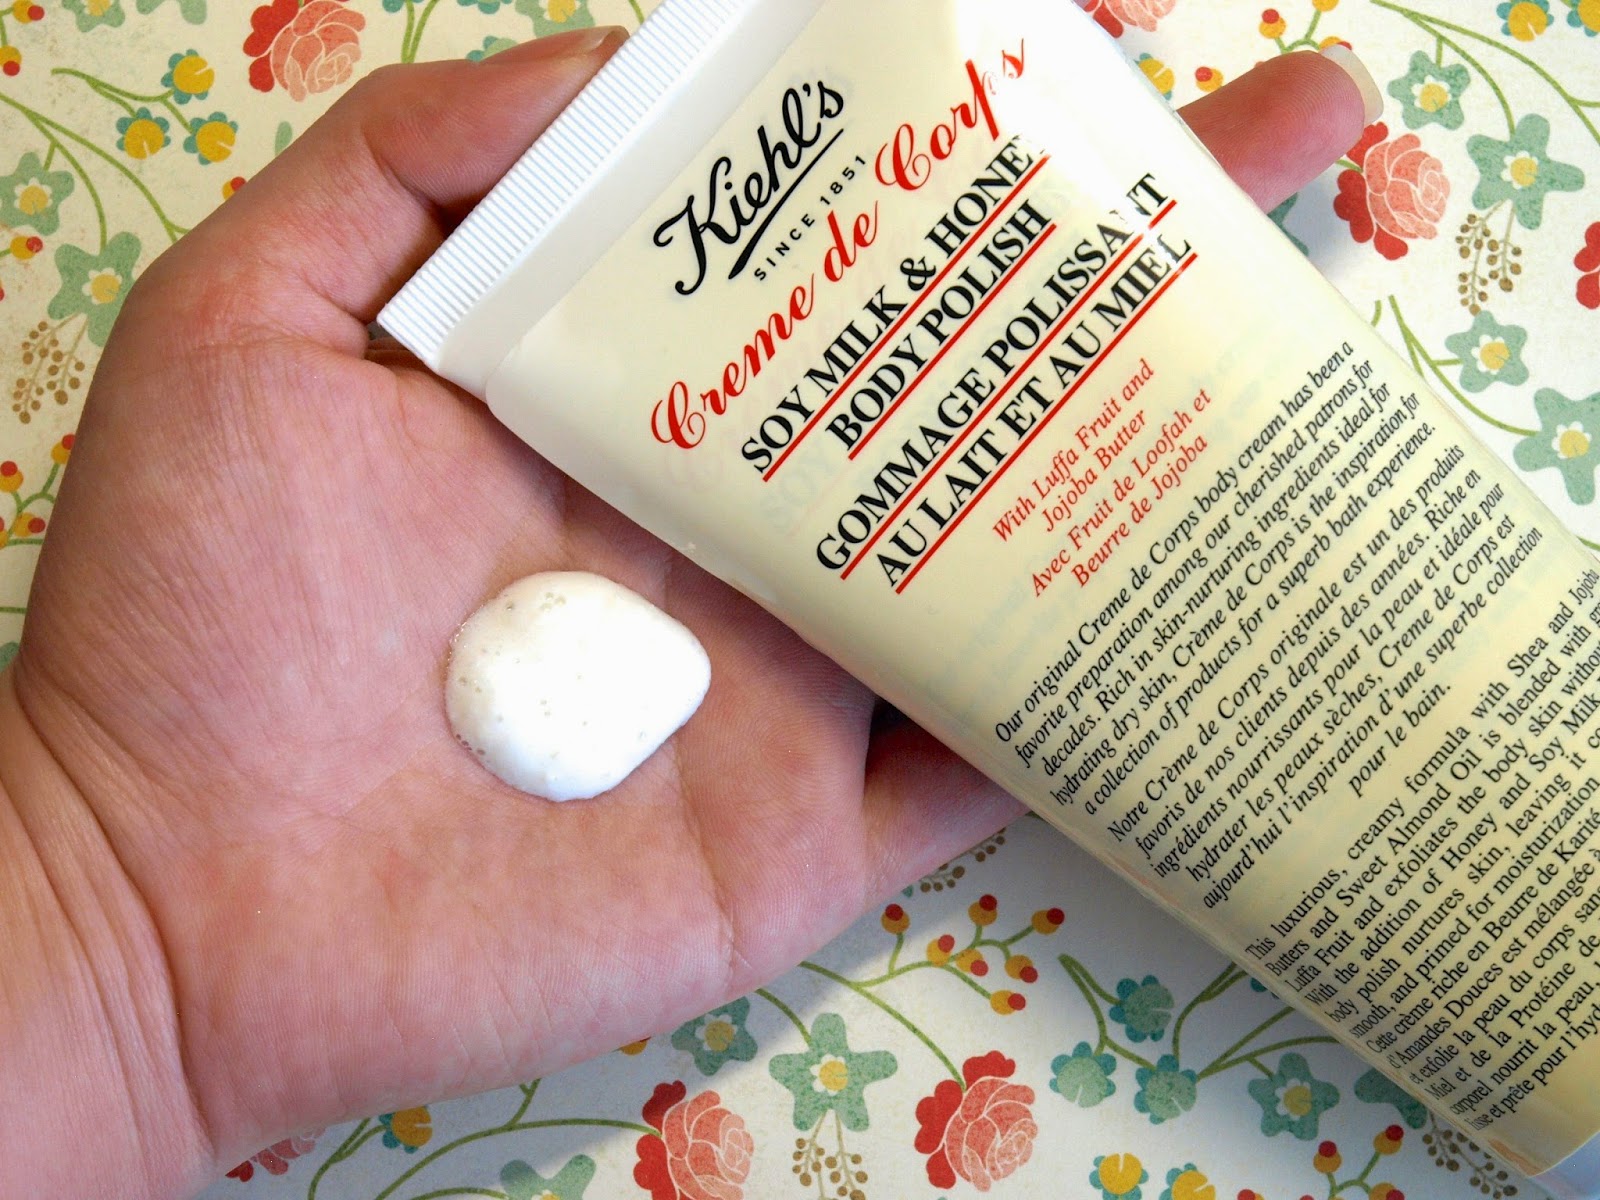 Kiehl's
SINCE 1851
Creme de Corps
SOY MILK & HONEY
BODY POLISH
GOMMAGE POLISSANT
AU LAIT ET AU MIEL
With Luffa Fruit and
Jojoba Butter
Avec Fruit de Loofah et
Beurre de Jojoba
Our original Creme de Corps body cream has been a
favorite preparation among our cherished patrons for
decades. Rich in skin-nurturing ingredients ideal for
hydrating dry skin, Crème de Corps is the inspiration for
a collection of products for a superb bath experience.
Notre Crème de Corps originale est un des produits
favoris de nos clients depuis des années. Riche en
ingrédients nourrissants pour la peau et idéale pour
hydrater les peaux sèches, Creme de Corps est
aujourd'hui l'inspiration d'une superbe collection
pour le bain.
This luxurious, creamy formula with Shea and Jojoba
Butters and Sweet Almond Oil is blended with
Luffa Fruit and exfoliates the body skin without
With the addition of Honey and Soy Milk
body polish nurtures skin, leaving it
smooth, and primed for moisturization
Cette crème riche en Beurre de Karité
d'Amandes Douces est mélangée à
et exfolie la peau du corps
Miel et de la Protéine de
corporel nourrit la peau,
lisse et prête pour